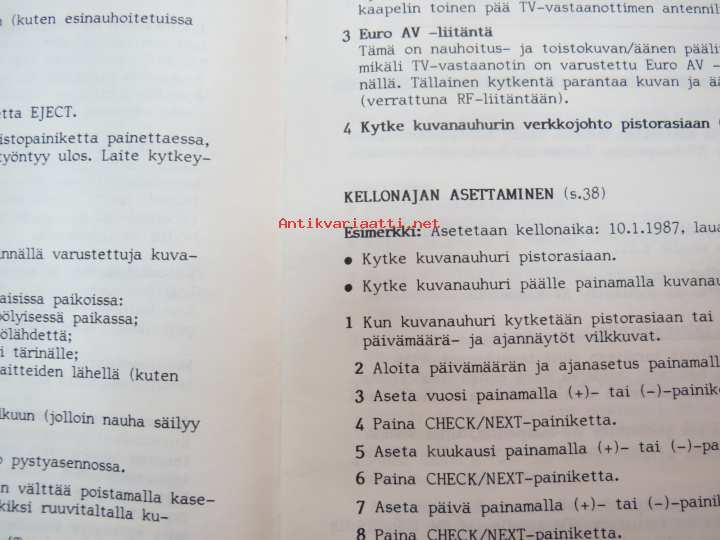 n (kuten esinauhoitetuissa
etta EJECT.
istopainiketta painettaessa,
työntyy ulos. Laite kytkey-
nnällä varustettuja kuva-
aisissa paikoissa:
ölyisessä paikassa;
ölähdettä;
i tärinälle;
aitteiden lähellä (kuten
lkuun (jolloin nauha säilyy
o pystyasennossa.
n välttää poistamalla kase-
kiksi ruuvitaltalla ku-
kaapelin toinen pää TV-vastaanottimen antennil
3 Euro AV -liitäntä
Tämä on nauhoitus- ja toistokuvan/äänen pääli
mikäli TV-vastaanotin on varustettu Euro AV -
nällä. Tällainen kytkentä parantaa kuvan ja ä
(verrattuna RF-liitäntään).
4 Kytke kuvanauhurin verkkojohto pistorasiaan (
KELLONAJAN ASETTAMINEN (s.38)
Antikvariaatti.net
Esimerkki: Asetetaan kellonaika: 10.1.1987, laua
● Kytke kuvanauhuri pistorasiaan.
● Kytke kuvanauhuri päälle painamalla kuvanau
1 Kun kuvanauhuri kytketään pistorasiaan tai
päivämäärä- ja ajannäytöt vilkkuvat.
2 Aloita päivämäärän ja ajanasetus painamall
3 Aseta vuosi painamalla (+)- tai (-)-painike
4 Paina CHECK/NEXT-painiketta.
5 Aseta kuukausi painamalla (+)- tai (-)-pa
6 Paina CHECK/NEXT-painiketta.
7 Aseta päivä painamalla (+)- tai (-)-paini
8 Paina CHECK/NEXT-painiketta.